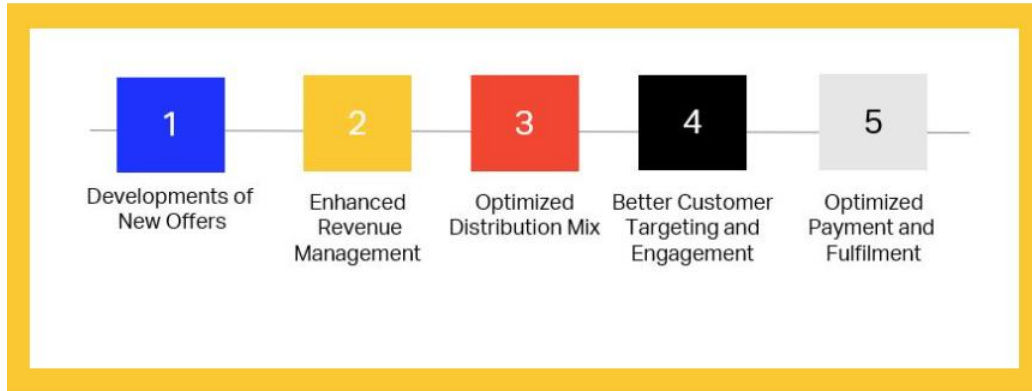 1
2
3
4
5
Developments of
New Offers
Enhanced
Revenue
Management
Optimized
Distribution Mix
Better Customer
Targeting and
Engagement
Optimized
Payment and
Fulfilment